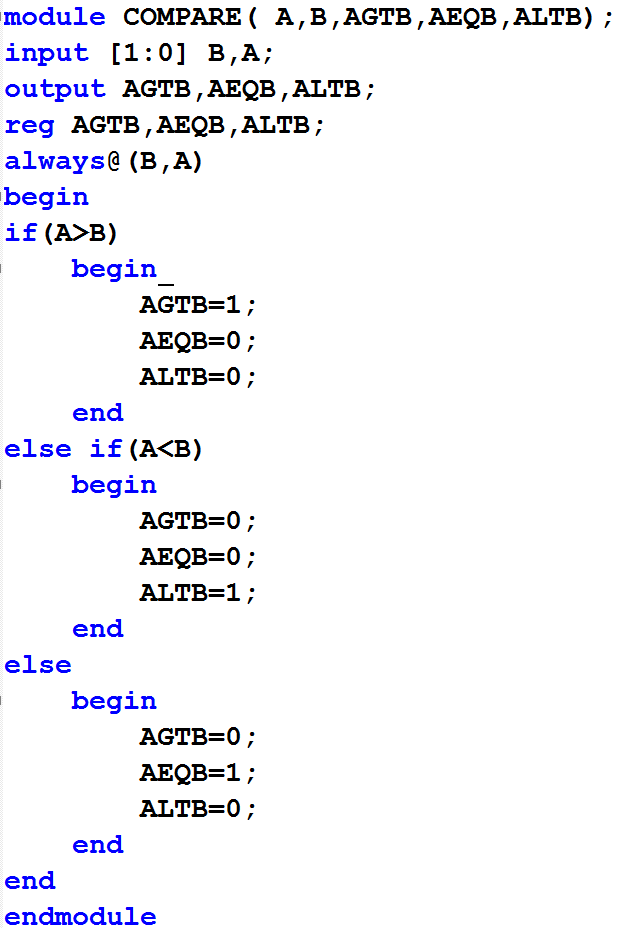 module COMPARE( A,B,AGTB,AEQB,ALTB);
input [1:0] B,A;
output AGTB,AEQB,ALTB;
reg AGTB,AEQB,ALTB;
always@(B,A)
begin
if(A>B)
    begin_
        AGTB=1;
        AEQB=0;
        ALTB=0;
    end
else if(A<B)
    begin
        AGTB=0;
        AEQB=0;
        ALTB=1;
    end
else
    begin
        AGTB=0;
        AEQB=1;
        ALTB=0;
    end
end
endmodule